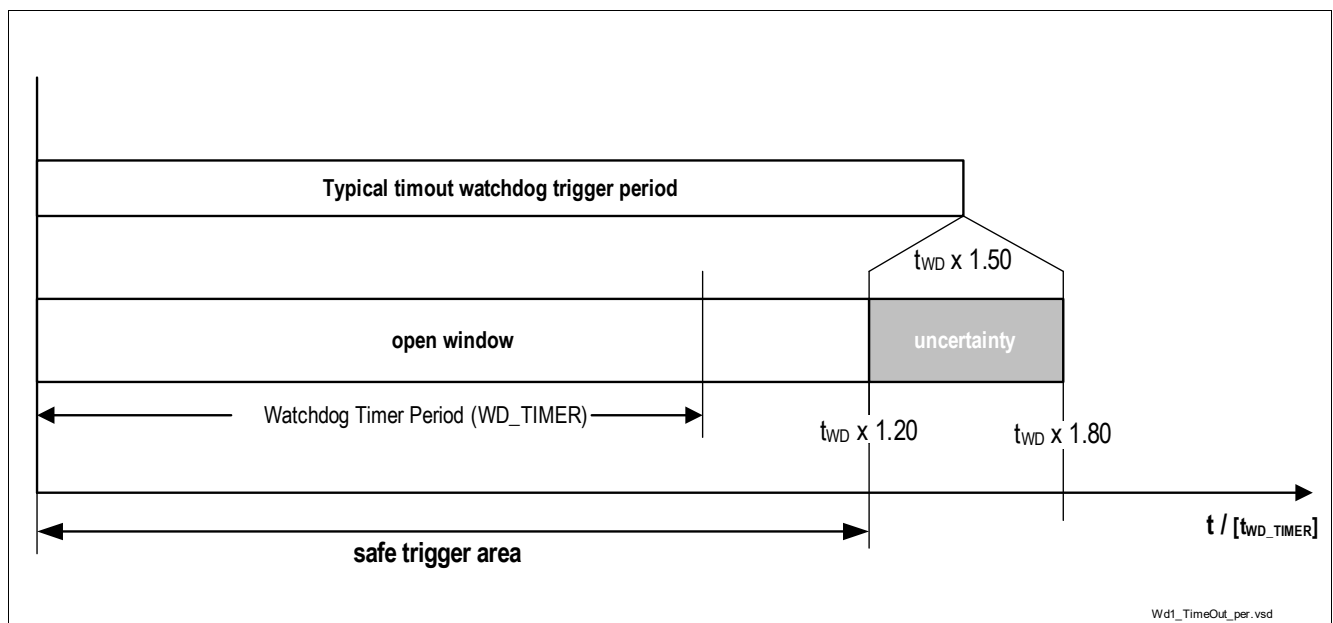 Typical timout watchdog trigger period
tWD x 1.50
open window
uncertainty
Watchdog Timer Period (WD_TIMER)
tWD x 1.20
tWD x 1.80
t / [tWD_TIMER]
safe trigger area
Wd1_TimeOut_per.vsd